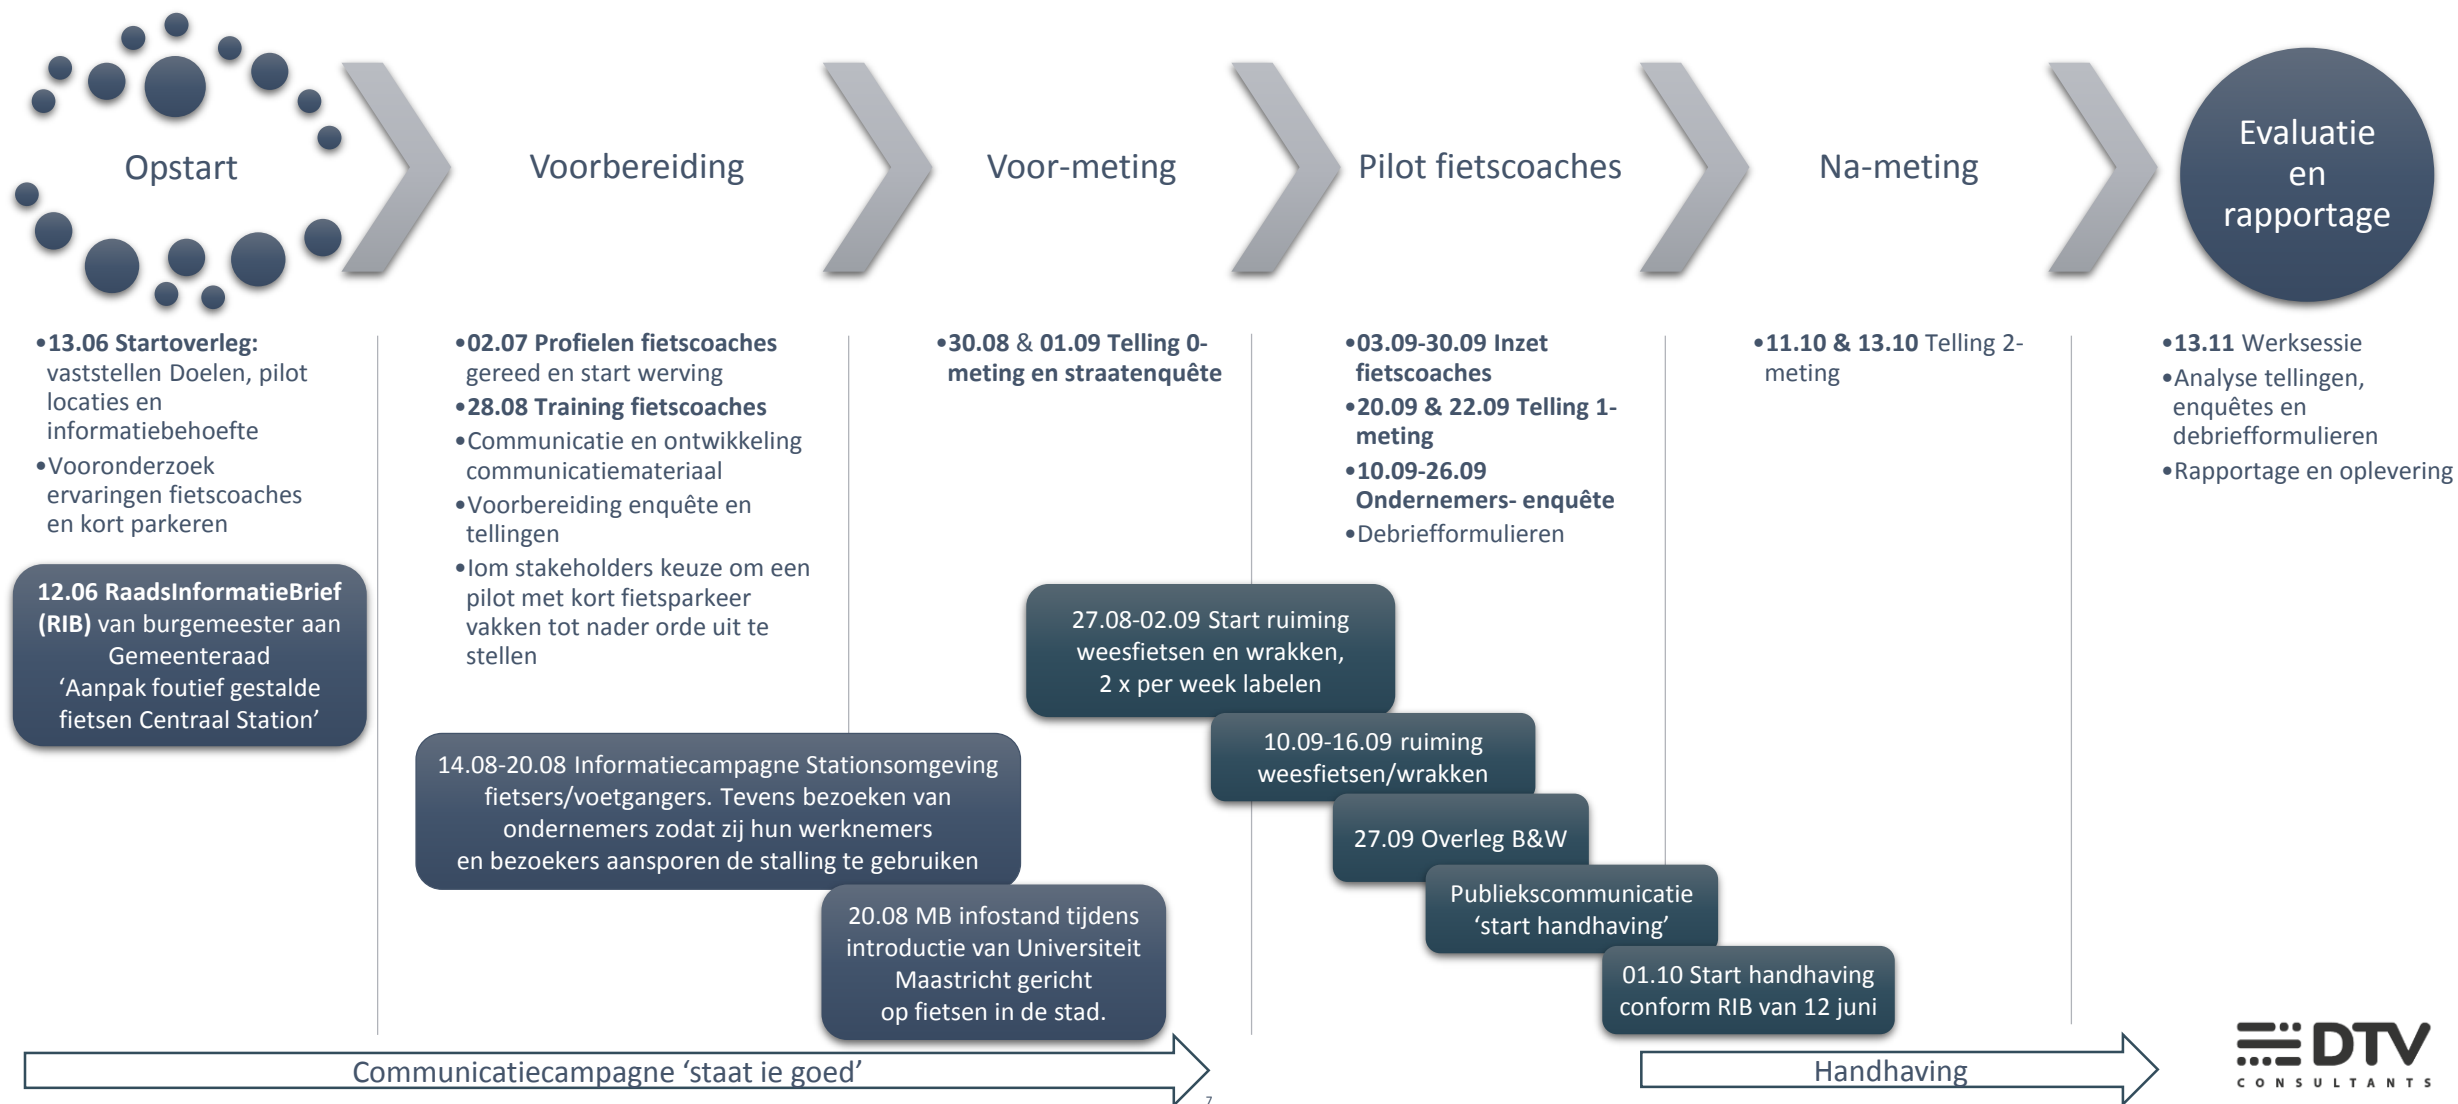 Opstart
Voorbereiding
Voor-meting
Pilot fietscoaches
Na-meting
Evaluatie
en
rapportage
•13.06 Startoverleg:
vaststellen Doelen, pilot
locaties en
informatiebehoefte
•Vooronderzoek
ervaringen fietscoaches
en kort parkeren
12.06 RaadsInformatieBrief
(RIB) van burgemeester aan
Gemeenteraad
‘Aanpak foutief gestalde
fietsen Centraal Station’
•02.07 Profielen fietscoaches
gereed en start werving
•28.08 Training fietscoaches
•Communicatie en ontwikkeling
communicatiemateriaal
•Voorbereiding enquête en
tellingen
•Iom stakeholders keuze om een
pilot met kort fietsparkeer
vakken tot nader orde uit te
stellen
14.08-20.08 Informatiecampagne Stationsomgeving
fietsers/voetgangers. Tevens bezoeken van
ondernemers zodat zij hun werknemers
en bezoekers aansporen de stalling te gebruiken
20.08 MB infostand tijdens
introductie van Universiteit
Maastricht gericht
op fietsen in de stad.
•30.08 & 01.09 Telling 0-
meting en straatenquête
•03.09-30.09 Inzet
fietscoaches
•20.09 & 22.09 Telling 1-
meting
•10.09-26.09
Ondernemers- enquête
•Debriefformulieren
27.08-02.09 Start ruiming
weesfietsen en wrakken,
2 x per week labelen
10.09-16.09 ruiming
weesfietsen/wrakken
27.09 Overleg B&W
Publiekscommunicatie
‘start handhaving’
01.10 Start handhaving
conform RIB van 12 juni
•11.10 & 13.10 Telling 2-
meting
•13.11 Werksessie
•Analyse tellingen,
enquêtes en
debriefformulieren
•Rapportage en oplevering
Communicatiecampagne ‘staat ie goed’
Handhaving
7
DTV
CONSULTANTS